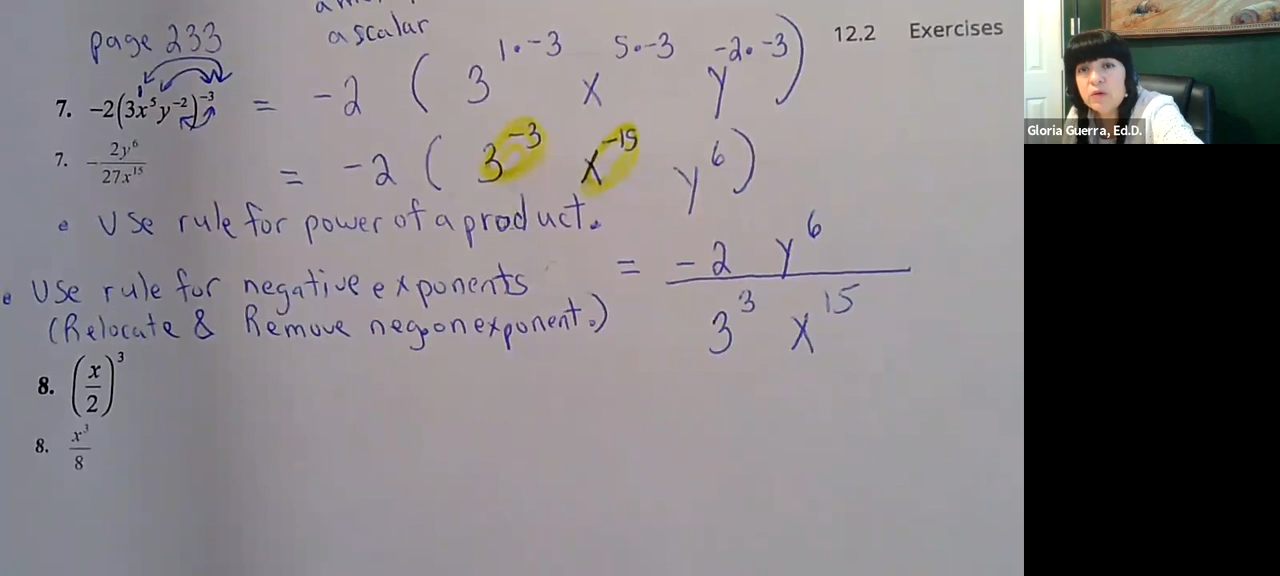 page 233
a scalar
12.2 Exercises
7. -2(3x⁵y⁻²)⁻³ = -2 ( 3^{1·-3} x^{5·-3} y^{-2·-3} )
1
7. -2y⁶/27x¹⁵
= -2 ( 3⁻³ x⁻¹⁵ y⁶ )
• Use rule for power of a product.
• Use rule for negative exponents
(Relocate & Remove neg. on exponent.)
= -2 y⁶ / 3³ x¹⁵
8. (x/2)³
8. x³/8
Gloria Guerra, Ed.D.